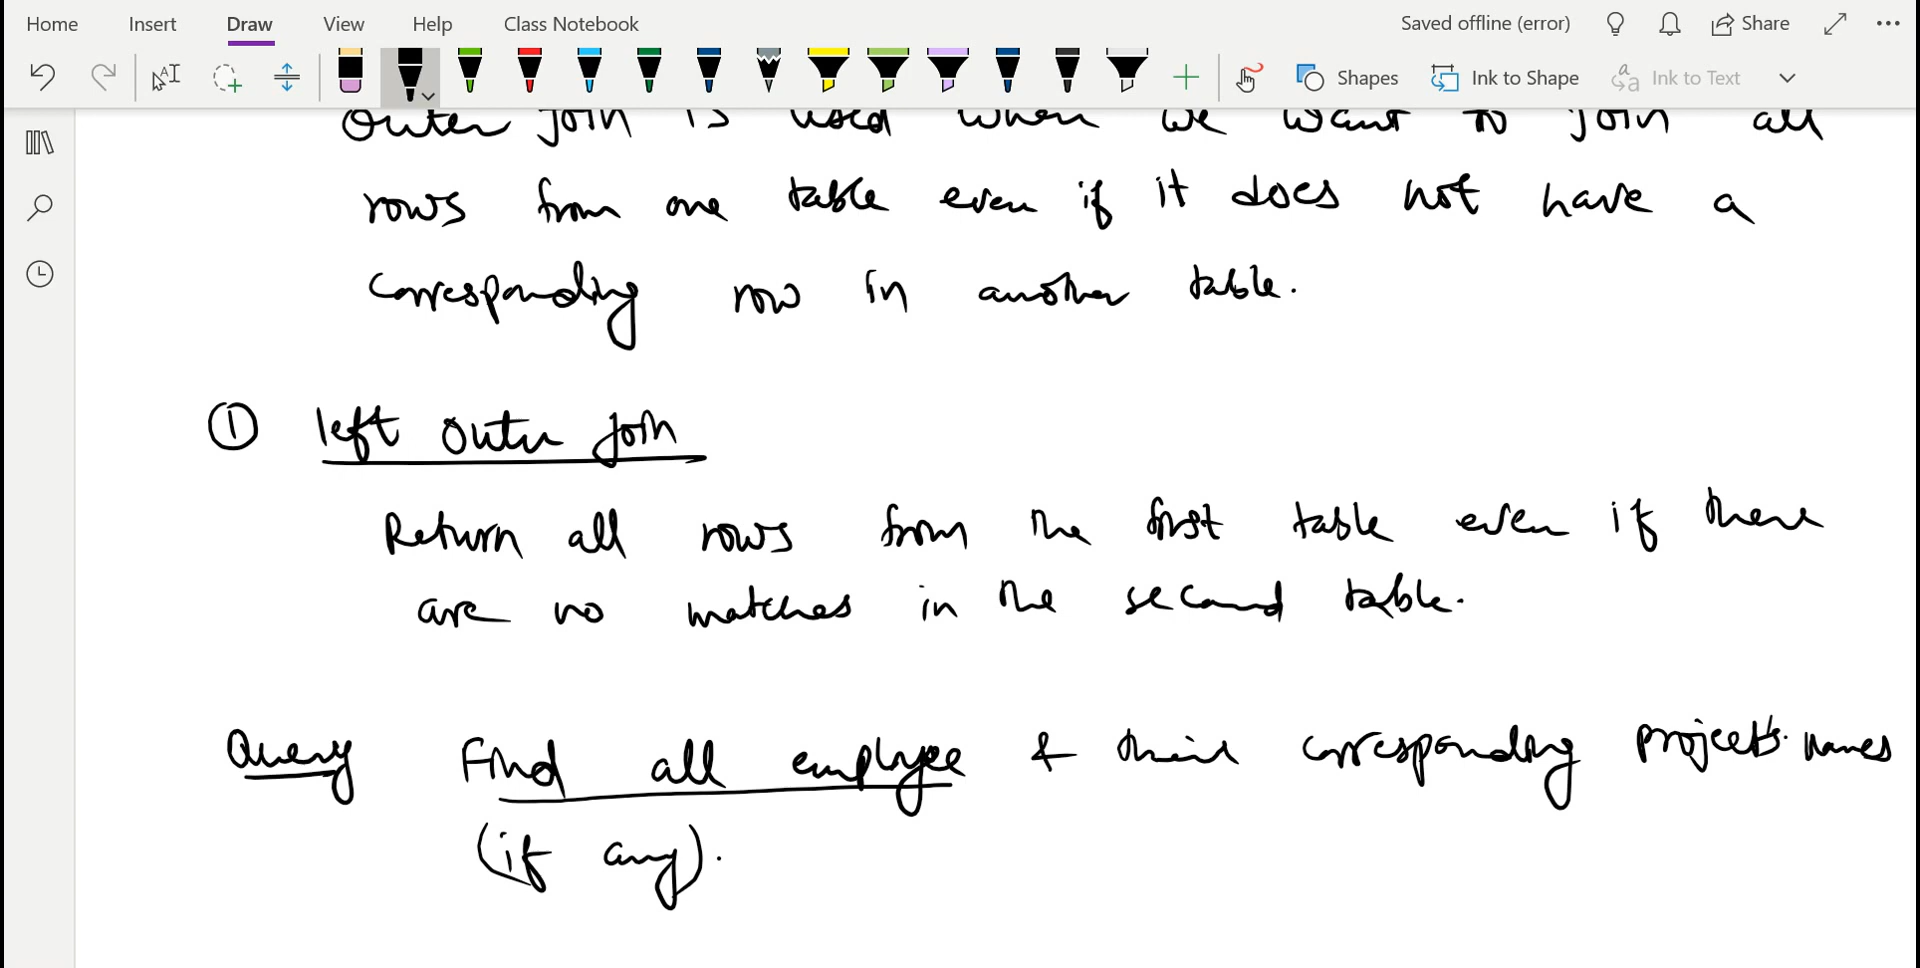 Home Insert Draw View Help Class Notebook Saved offline (error) Share
Shapes Ink to Shape Ink to Text
Outer join is used when we want to join all
rows from one table even if it does not have a
corresponding row in another table.
① left outer join
Return all rows from the first table even if there
are no matches in the second table.
Query Find all employee & their corresponding projects names
(if any).